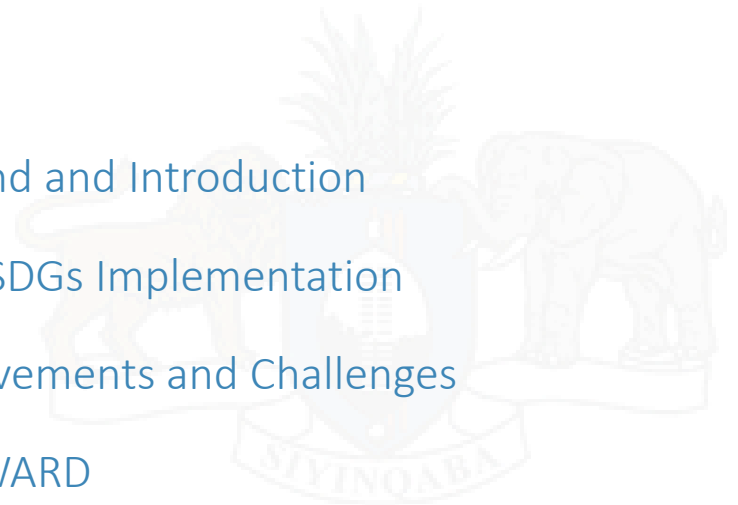 nd and Introduction
SDGs Implementation
vements and Challenges
VARD
SIYINQABA